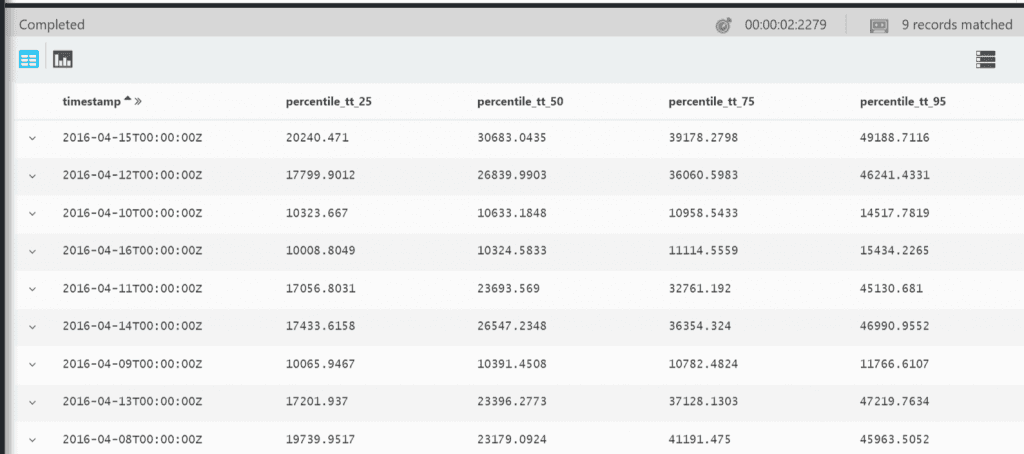 Completed 00:00:02:2279 9 records matched
timestamp percentile_tt_25 percentile_tt_50 percentile_tt_75 percentile_tt_95
2016-04-15T00:00:00Z 20240.471 30683.0435 39178.2798 49188.7116
2016-04-12T00:00:00Z 17799.9012 26839.9903 36060.5983 46241.4331
2016-04-10T00:00:00Z 10323.667 10633.1848 10958.5433 14517.7819
2016-04-16T00:00:00Z 10008.8049 10324.5833 11114.5559 15434.2265
2016-04-11T00:00:00Z 17056.8031 23693.569 32761.192 45130.681
2016-04-14T00:00:00Z 17433.6158 26547.2348 36354.324 46990.9552
2016-04-09T00:00:00Z 10065.9467 10391.4508 10782.4824 11766.6107
2016-04-13T00:00:00Z 17201.937 23396.2773 37128.1303 47219.7634
2016-04-08T00:00:00Z 19739.9517 23179.0924 41191.475 45963.5052